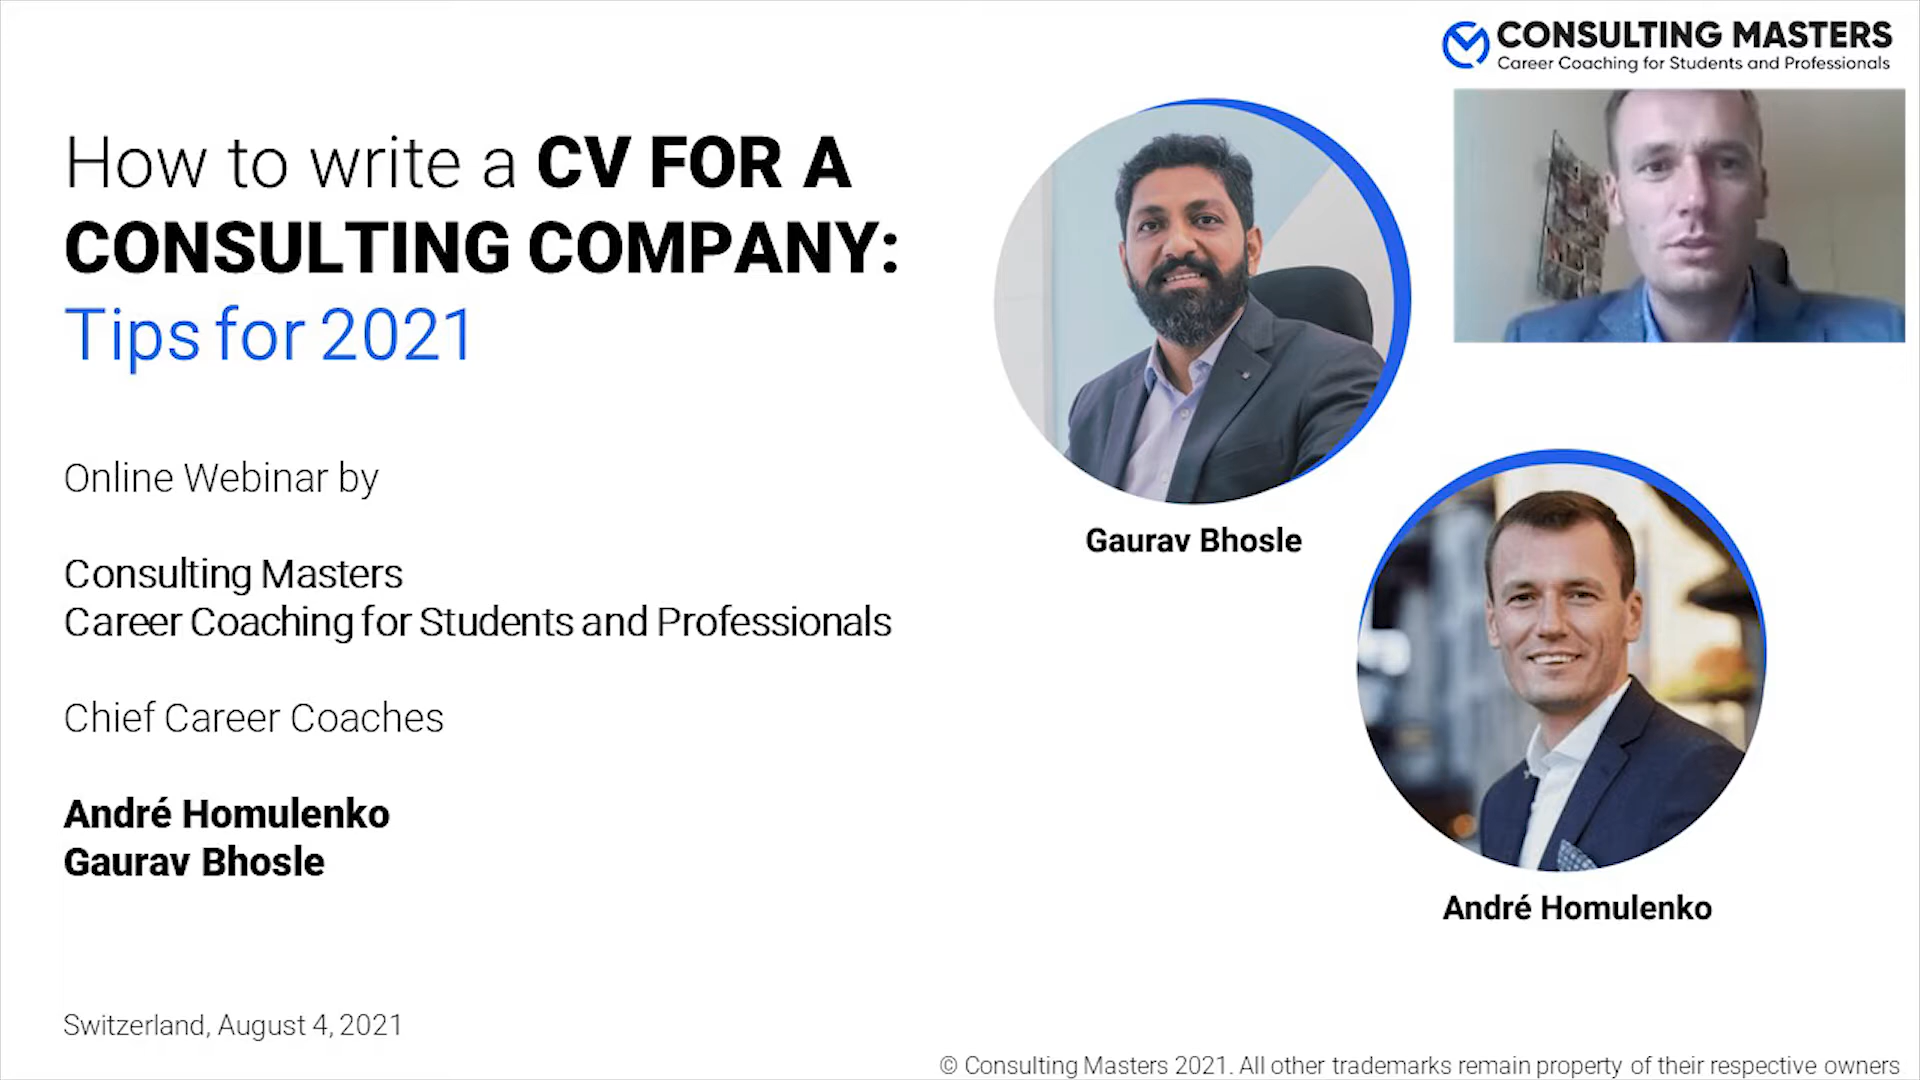 CONSULTING MASTERS
Career Coaching for Students and Professionals
How to write a CV FOR A
CONSULTING COMPANY:
Tips for 2021
Online Webinar by
Consulting Masters
Career Coaching for Students and Professionals
Chief Career Coaches
André Homulenko
Gaurav Bhosle
Gaurav Bhosle
André Homulenko
Switzerland, August 4, 2021
© Consulting Masters 2021. All other trademarks remain property of their respective owners